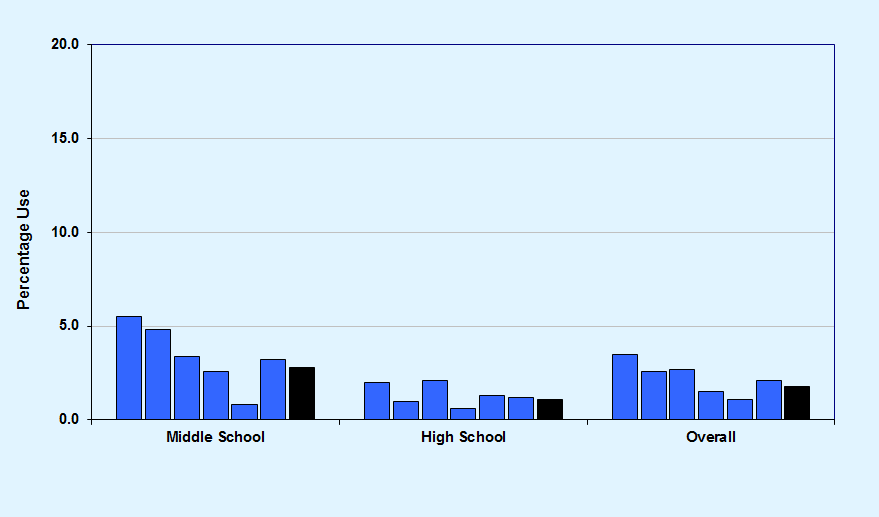 20.0
15.0
10.0
5.0
0.0
Percentage Use
Middle School
High School
Overall